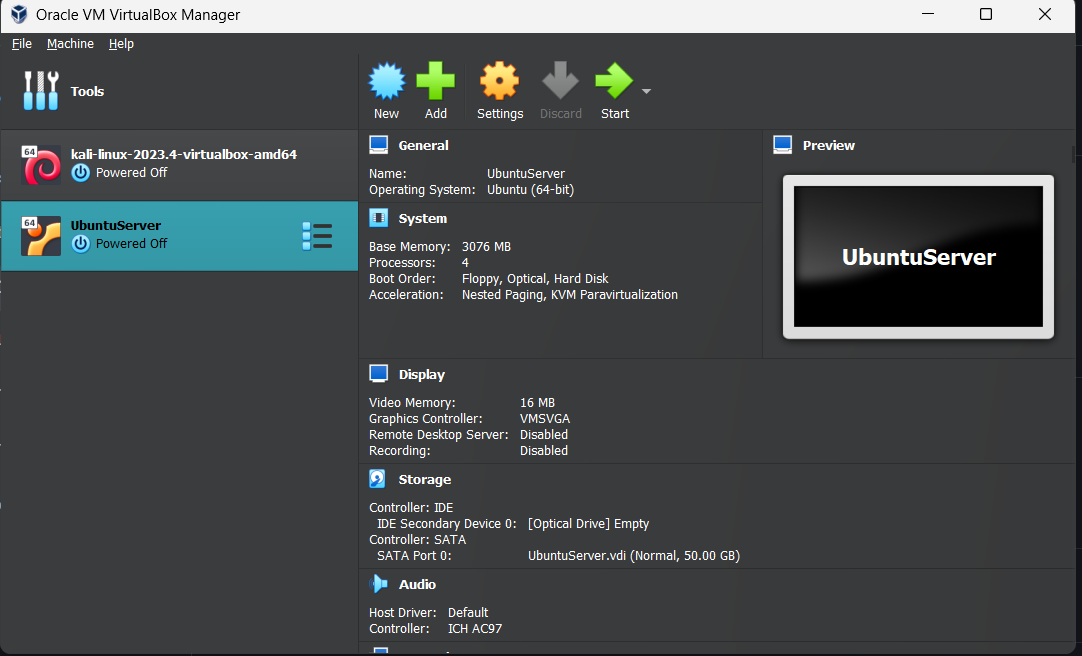 Oracle VM VirtualBox Manager
File Machine Help
Tools
New Add Settings Discard Start
64
kali-linux-2023.4-virtualbox-amd64
Powered Off
64
UbuntuServer
Powered Off
General
Name: UbuntuServer
Operating System: Ubuntu (64-bit)
System
Base Memory: 3076 MB
Processors: 4
Boot Order: Floppy, Optical, Hard Disk
Acceleration: Nested Paging, KVM Paravirtualization
Preview
UbuntuServer
Display
Video Memory: 16 MB
Graphics Controller: VMSVGA
Remote Desktop Server: Disabled
Recording: Disabled
Storage
Controller: IDE
IDE Secondary Device 0: [Optical Drive] Empty
Controller: SATA
SATA Port 0: UbuntuServer.vdi (Normal, 50.00 GB)
Audio
Host Driver: Default
Controller: ICH AC97